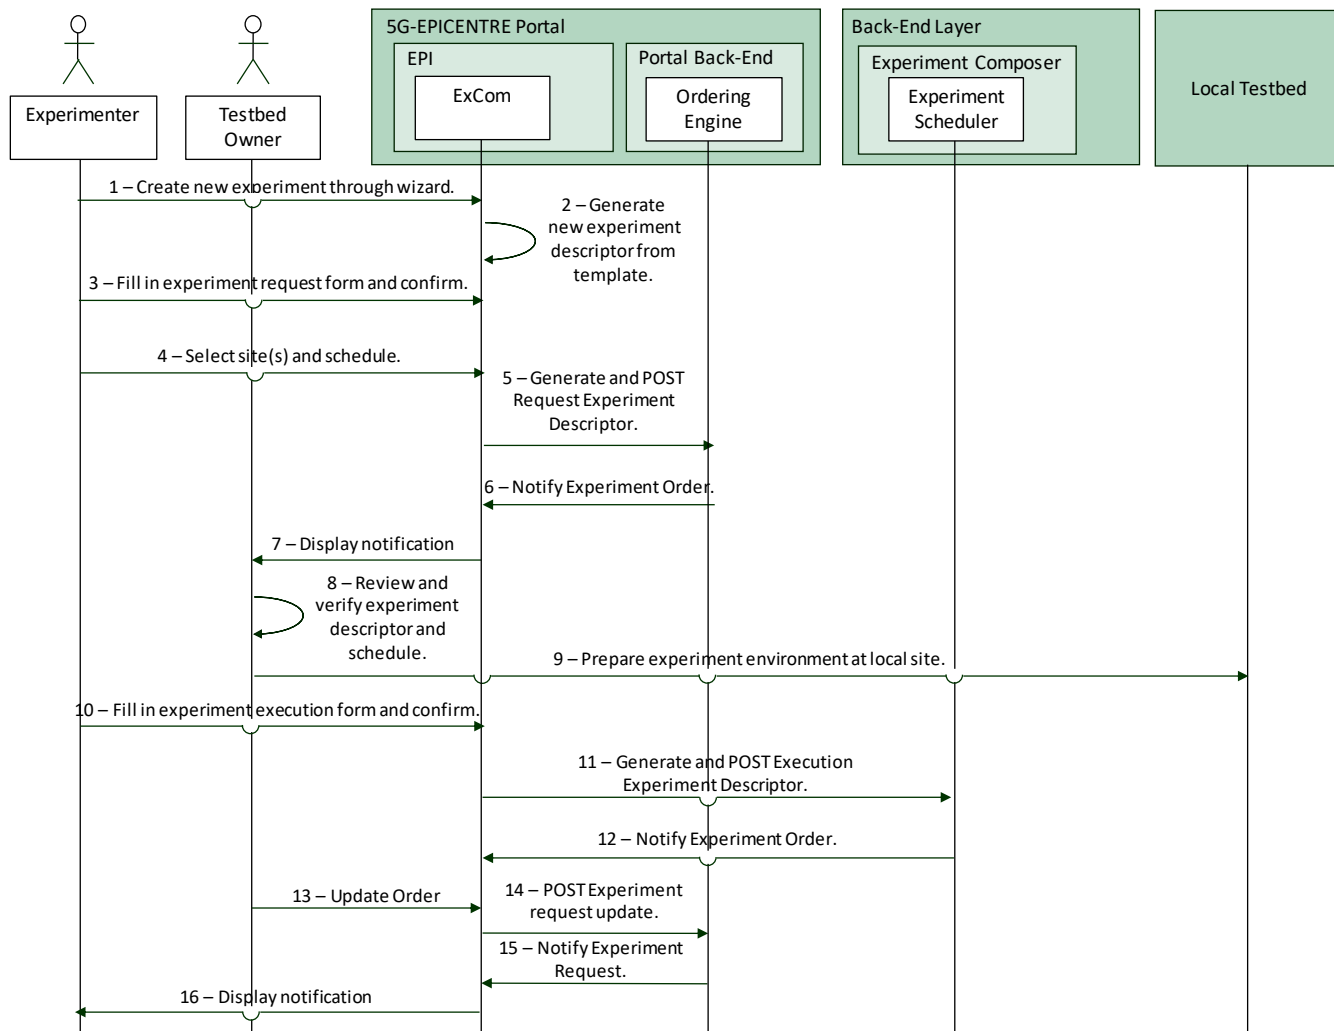 5G-EPICENTRE Portal
Back-End Layer
EPI
Portal Back-End
Experiment Composer
Experimenter
Testbed
Owner
ExCom
Ordering
Engine
Experiment
Scheduler
Local Testbed
1 – Create new experiment through wizard.
2 – Generate
new experiment
descriptor from
template.
3 – Fill in experiment request form and confirm.
4 – Select site(s) and schedule.
5 – Generate and POST
Request Experiment
Descriptor.
6 – Notify Experiment Order.
7 – Display notification
8 – Review and
verify experiment
descriptor and
schedule.
9 – Prepare experiment environment at local site.
10 – Fill in experiment execution form and confirm.
11 – Generate and POST Execution
Experiment Descriptor.
12 – Notify Experiment Order.
13 – Update Order
14 – POST Experiment
request update.
15 – Notify Experiment
Request.
16 – Display notification